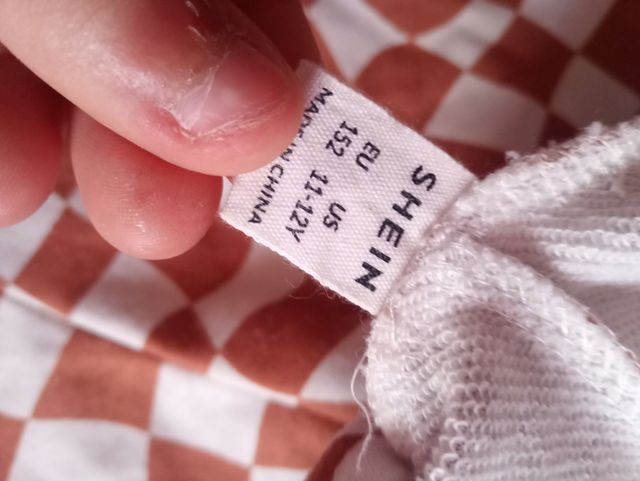 SHEIN
EU US
152 11-12Y
MADE IN CHINA